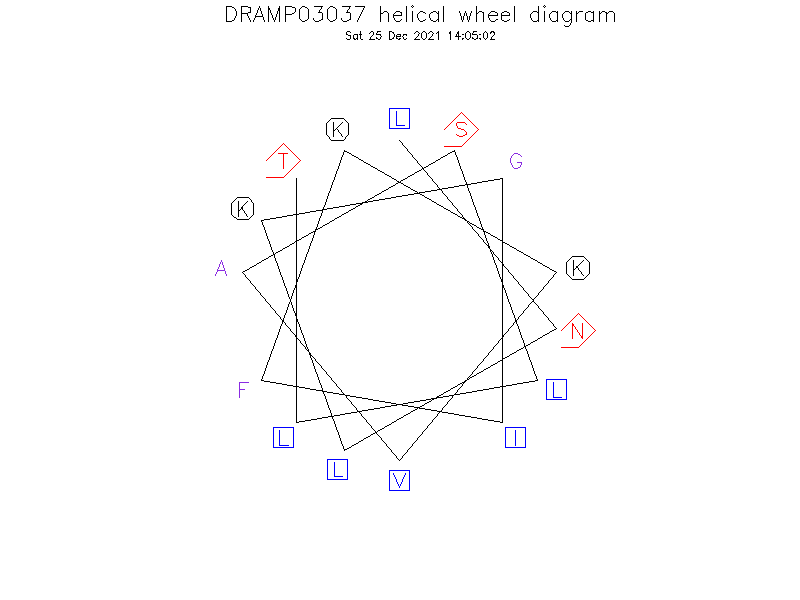 DRAMP03037 helical wheel diagram
Sat 25 Dec 2021 14:05:02
L
K
S
T
G
K
A
K
N
F
L
L
I
L
V